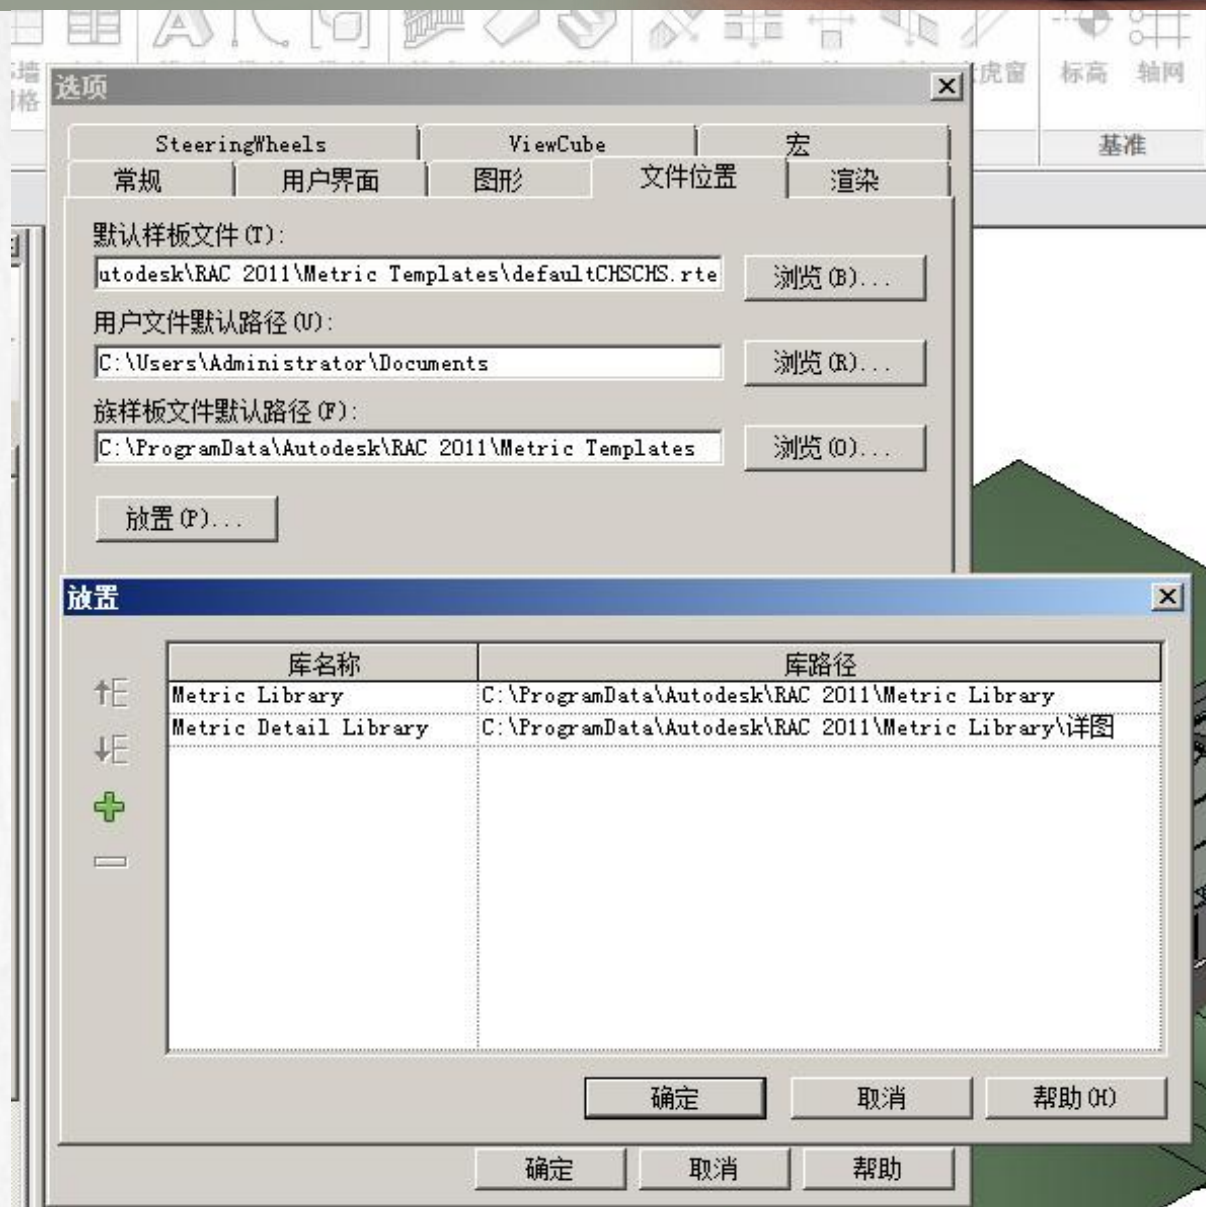 墙
虎窗
标高 轴网
格
基准
选项
SteeringWheels ViewCube 宏
常规 用户界面 图形 文件位置 渲染
默认样板文件(T):
utodesk\RAC 2011\Metric Templates\defaultCHSCHS.rte 浏览(B)...
用户文件默认路径(U):
C:\Users\Administrator\Documents 浏览(R)...
族样板文件默认路径(F):
C:\ProgramData\Autodesk\RAC 2011\Metric Templates 浏览(O)...
放置(P)...
放置
库名称 库路径
Metric Library C:\ProgramData\Autodesk\RAC 2011\Metric Library
Metric Detail Library C:\ProgramData\Autodesk\RAC 2011\Metric Library\详图
确定 取消 帮助(H)
确定 取消 帮助